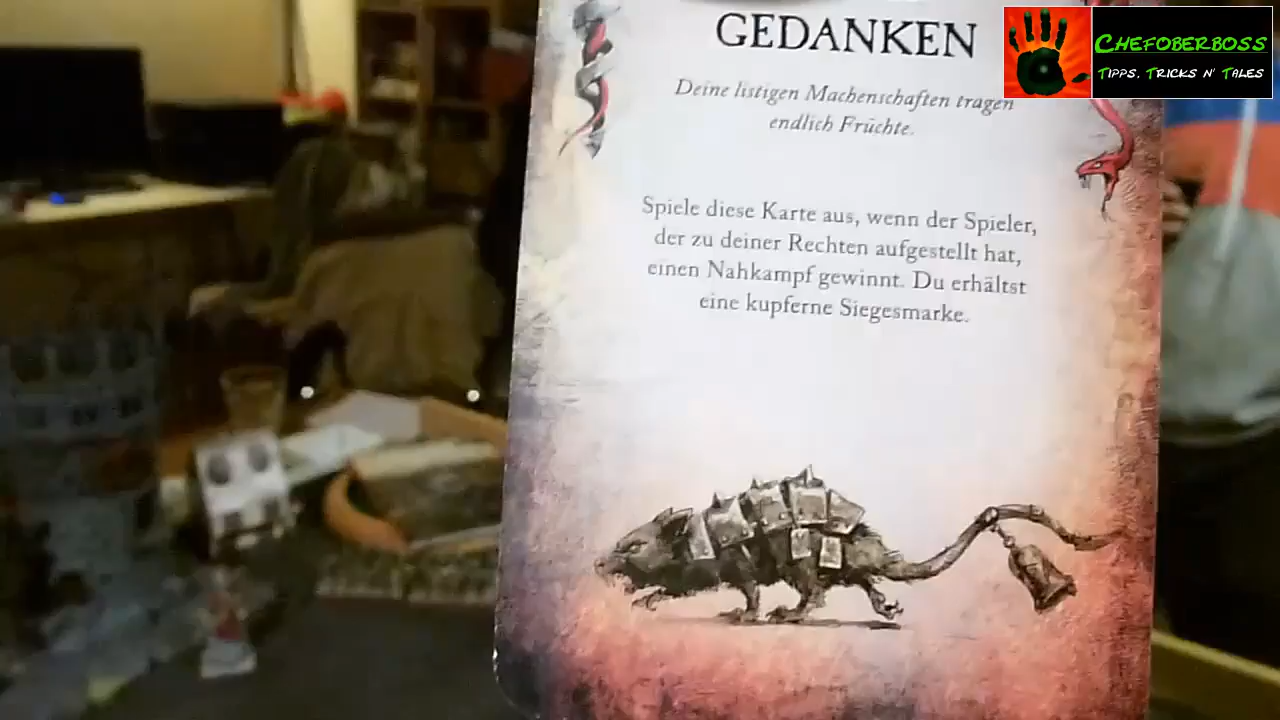 GEDANKEN
Deine listigen Machenschaften tragen
endlich Früchte.
Spiele diese Karte aus, wenn der Spieler,
der zu deiner Rechten aufgestellt hat,
einen Nahkampf gewinnt. Du erhältst
eine kupferne Siegesmarke.
CHEFOBERBOSS
TIPPS, TRICKS N' TALES